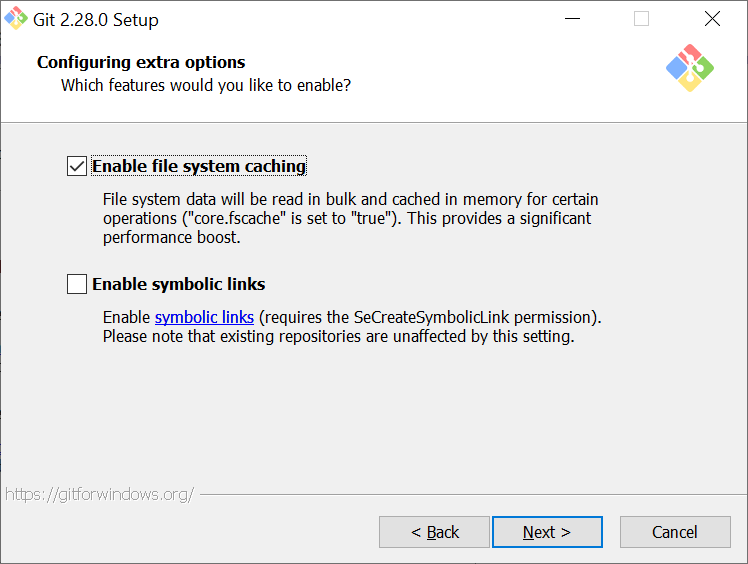 Git 2.28.0 Setup
Configuring extra options
Which features would you like to enable?
Enable file system caching
File system data will be read in bulk and cached in memory for certain
operations ("core.fscache" is set to "true"). This provides a significant
performance boost.
Enable symbolic links
Enable symbolic links (requires the SeCreateSymbolicLink permission).
Please note that existing repositories are unaffected by this setting.
https://gitforwindows.org/
< Back Next > Cancel